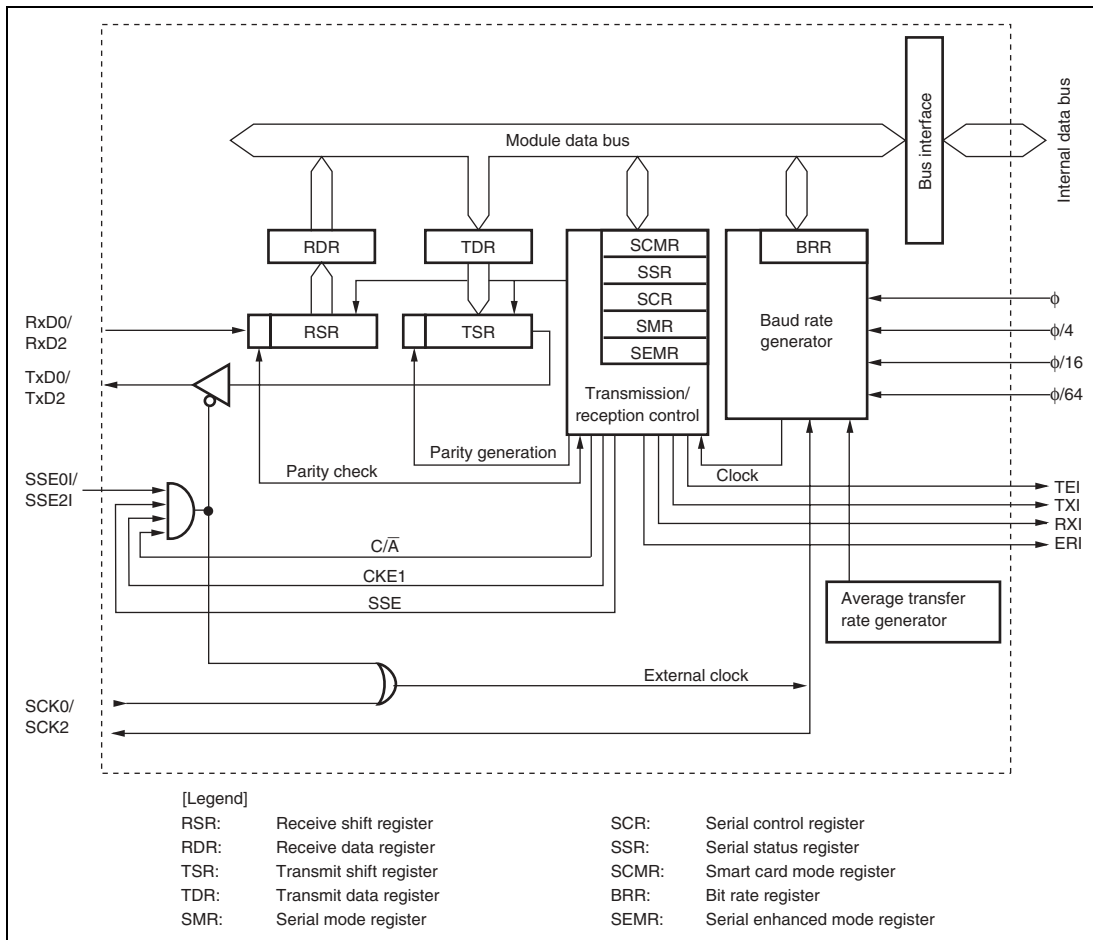 Module data bus
Bus interface
Internal data bus
RDR
TDR
SCMR
SSR
SCR
SMR
SEMR
BRR
Baud rate
generator
ϕ
ϕ/4
ϕ/16
ϕ/64
RxD0/
RxD2
RSR
TSR
TxD0/
TxD2
Transmission/
reception control
Parity generation
Parity check
Clock
SSE0I/
SSE2I
TEI
TXI
RXI
ERI
C/A̅
CKE1
SSE
Average transfer
rate generator
External clock
SCK0/
SCK2
[Legend]
RSR: Receive shift register
RDR: Receive data register
TSR: Transmit shift register
TDR: Transmit data register
SMR: Serial mode register
SCR: Serial control register
SSR: Serial status register
SCMR: Smart card mode register
BRR: Bit rate register
SEMR: Serial enhanced mode register